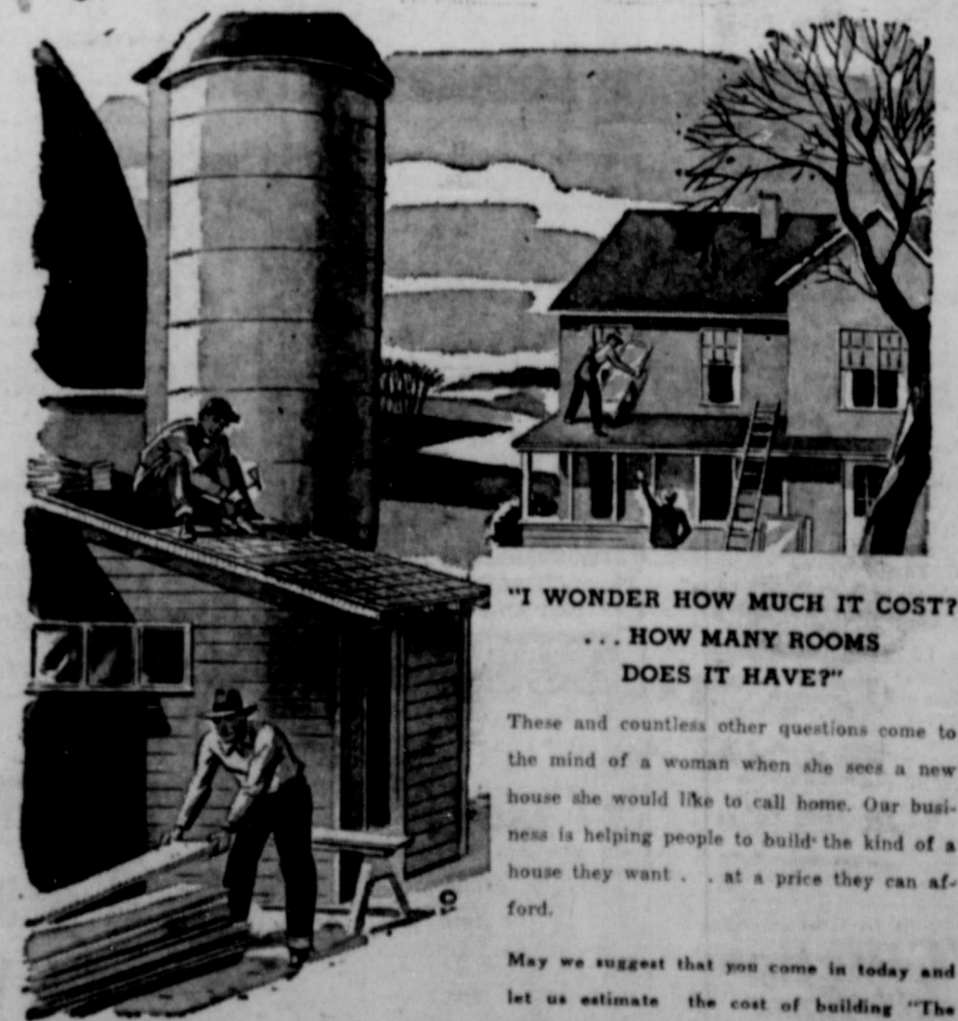 "I WONDER HOW MUCH IT COST?
... HOW MANY ROOMS
DOES IT HAVE?"
These and countless other questions come to
the mind of a woman when she sees a new
house she would like to call home. Our busi-
ness is helping people to build the kind of a
house they want . . at a price they can af-
ford.
May we suggest that you come in today and
let us estimate the cost of building "The